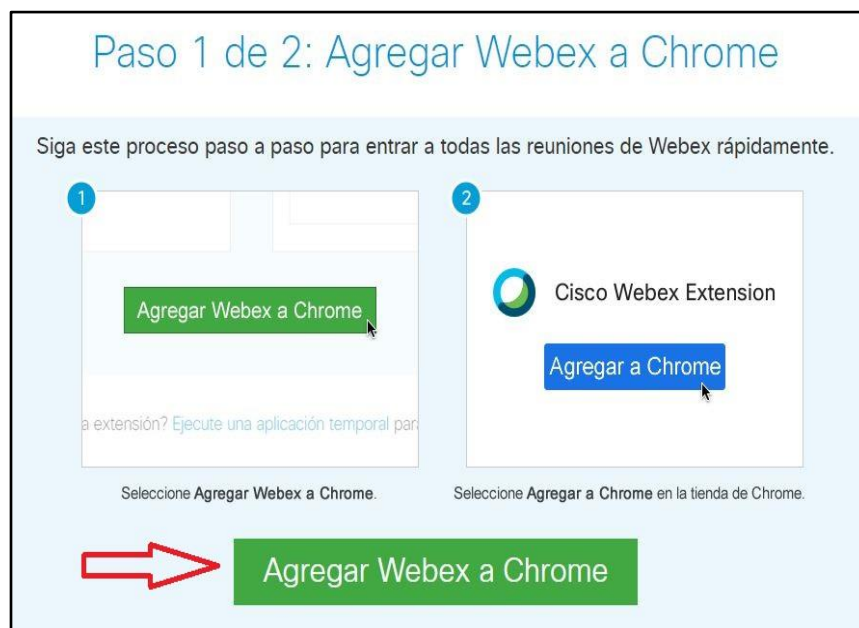 Paso 1 de 2: Agregar Webex a Chrome
Siga este proceso paso a paso para entrar a todas las reuniones de Webex rápidamente.
1
Agregar Webex a Chrome
a extensión? Ejecute una aplicación temporal par
Seleccione Agregar Webex a Chrome.
2
Cisco Webex Extension
Agregar a Chrome
Seleccione Agregar a Chrome en la tienda de Chrome.
Agregar Webex a Chrome